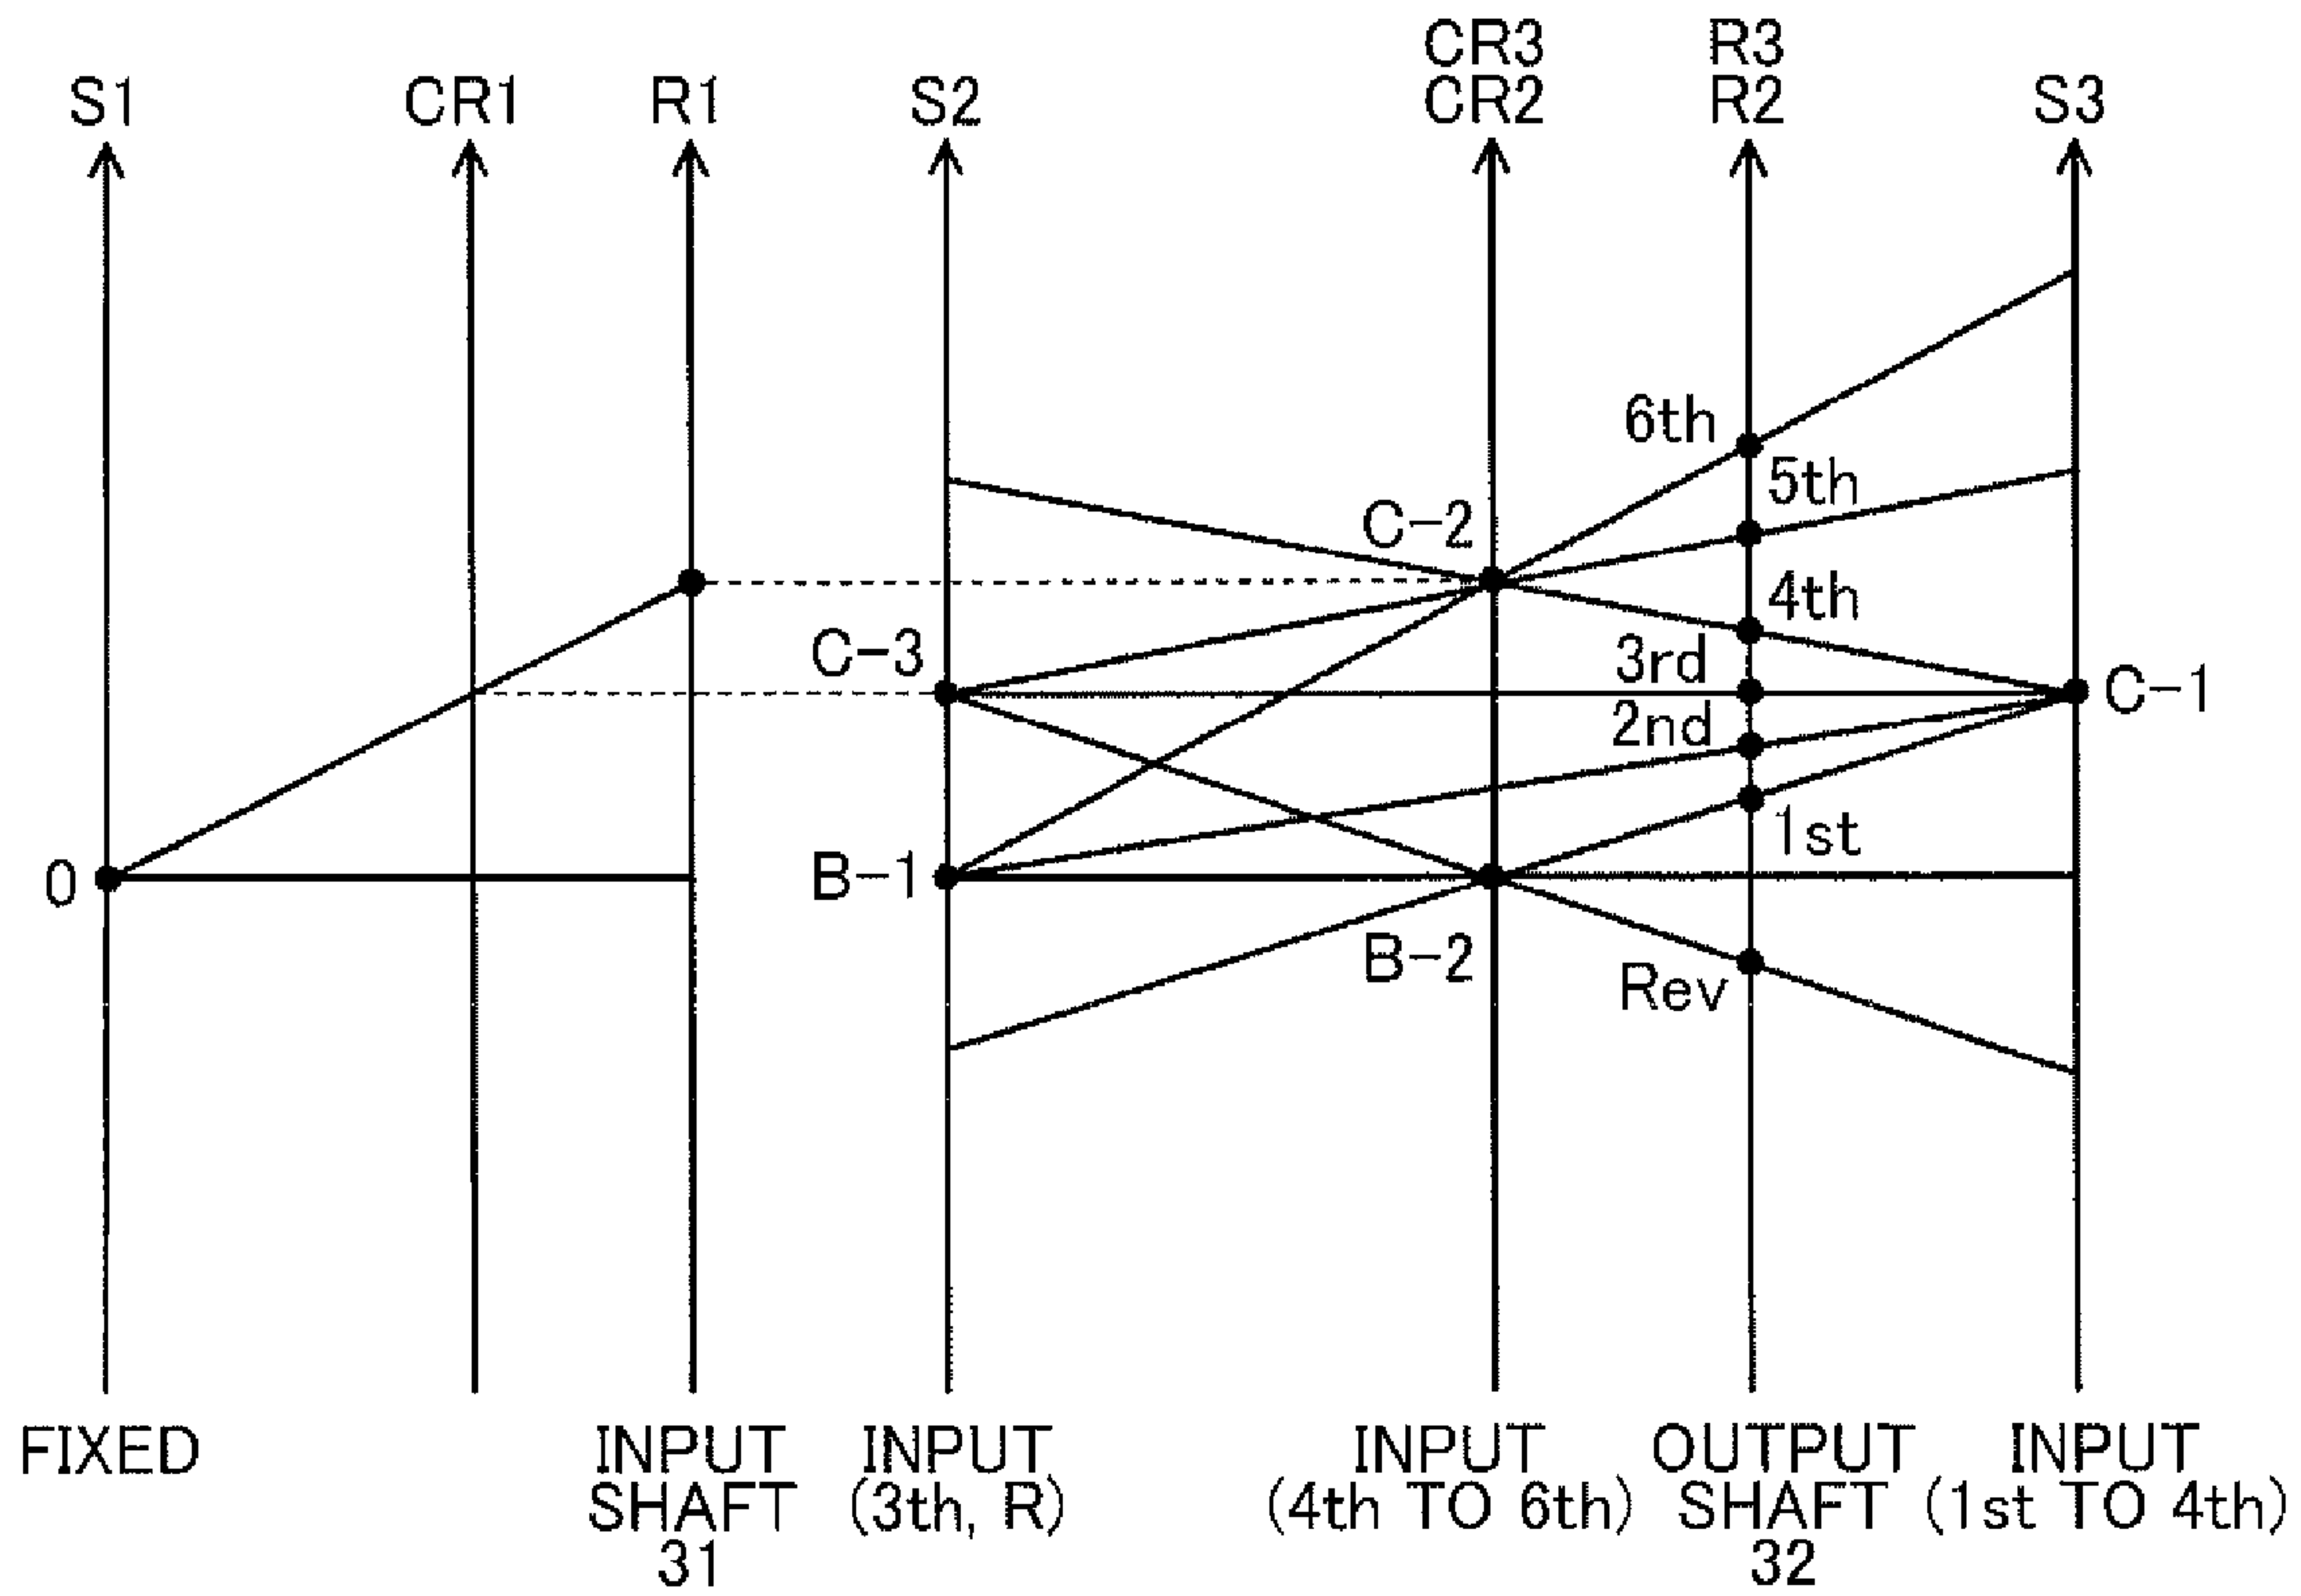 CR3 R3
S1 CR1 R1 S2 CR2 R2 S3
6th
5th
C-2
4th
C-3 3rd
C-1
2nd
1st
0 B-1
B-2
Rev
FIXED INPUT INPUT INPUT OUTPUT INPUT
SHAFT (3th, R) (4th TO 6th) SHAFT (1st TO 4th)
31 32